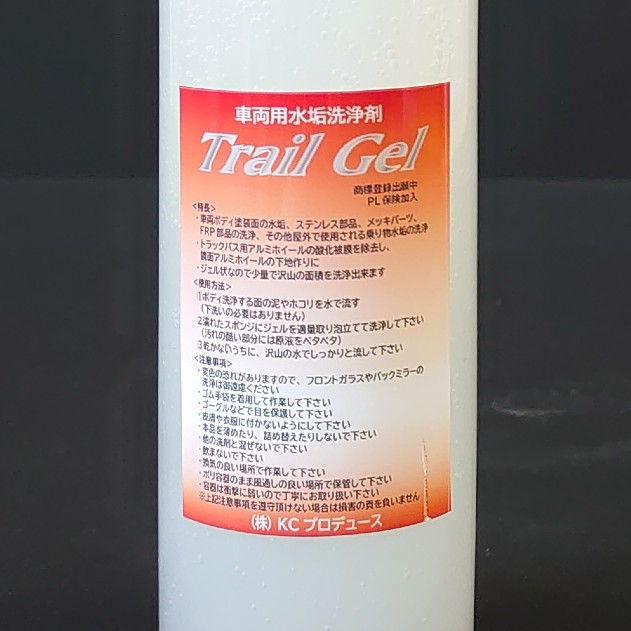 車両用水垢洗浄剤
Trail Gel
商標登録出願中
PL保険加入
<特長>
・車両ボディ塗装面の水垢、ステンレス部品、メッキパーツ、
FRP部品の洗浄、その他屋外で使用される乗り物水垢の洗浄
・トラックバス用アルミホイールの酸化被膜を除去し、
鏡面アルミホイールの下地作りに
・ジェル状なので少量で沢山の面積を洗浄出来ます
<使用方法>
①ボディ洗浄する面の泥やホコリを水で流す
(下洗いの必要はありません)
②濡れたスポンジにジェルを適量取り泡立てて洗浄して下さい
(汚れの酷い部分には原液をペタペタ)
③乾かないうちに、沢山の水でしっかりと流して下さい
<注意事項>
・変色の恐れがありますので、フロントガラスやバックミラーの
洗浄は御遠慮ください
・ゴム手袋を着用して作業して下さい
・ゴーグルなどで目を保護して下さい
・皮膚や衣服に付かないようにして下さい
・本品を薄めたり、詰め替えたりしないで下さい
・他の洗剤と混ぜないで下さい
・飲まないで下さい
・換気の良い場所で作業して下さい
・ポリ容器のまま風通しの良い場所で保管して下さい
・容器は衝撃に弱いので丁寧にお取り扱い下さい
※上記注意事項を遵守頂けない場合は損害の責を負いません
(株)KCプロデュース